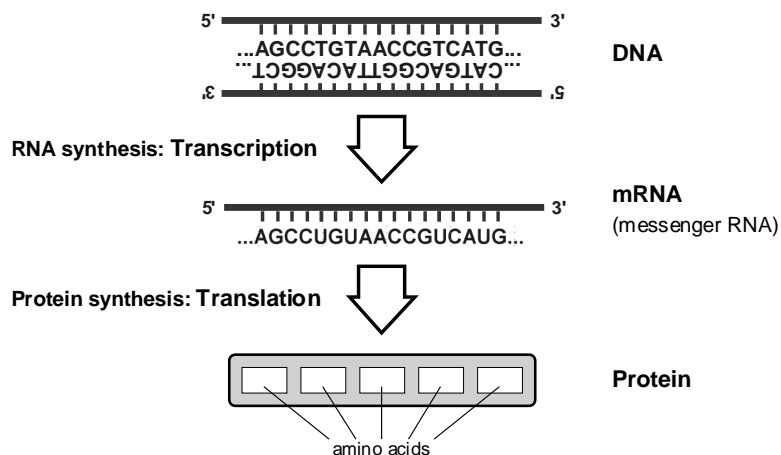 5' 3'
...AGCCTGTAACCGTCATG...
DNA
...CATGACGGTTACAGGCT...
3' 5'
RNA synthesis: Transcription
mRNA
5' 3'
(messenger RNA)
...AGCCUGUAACCGUCAUG...
Protein synthesis: Translation
Protein
amino acids